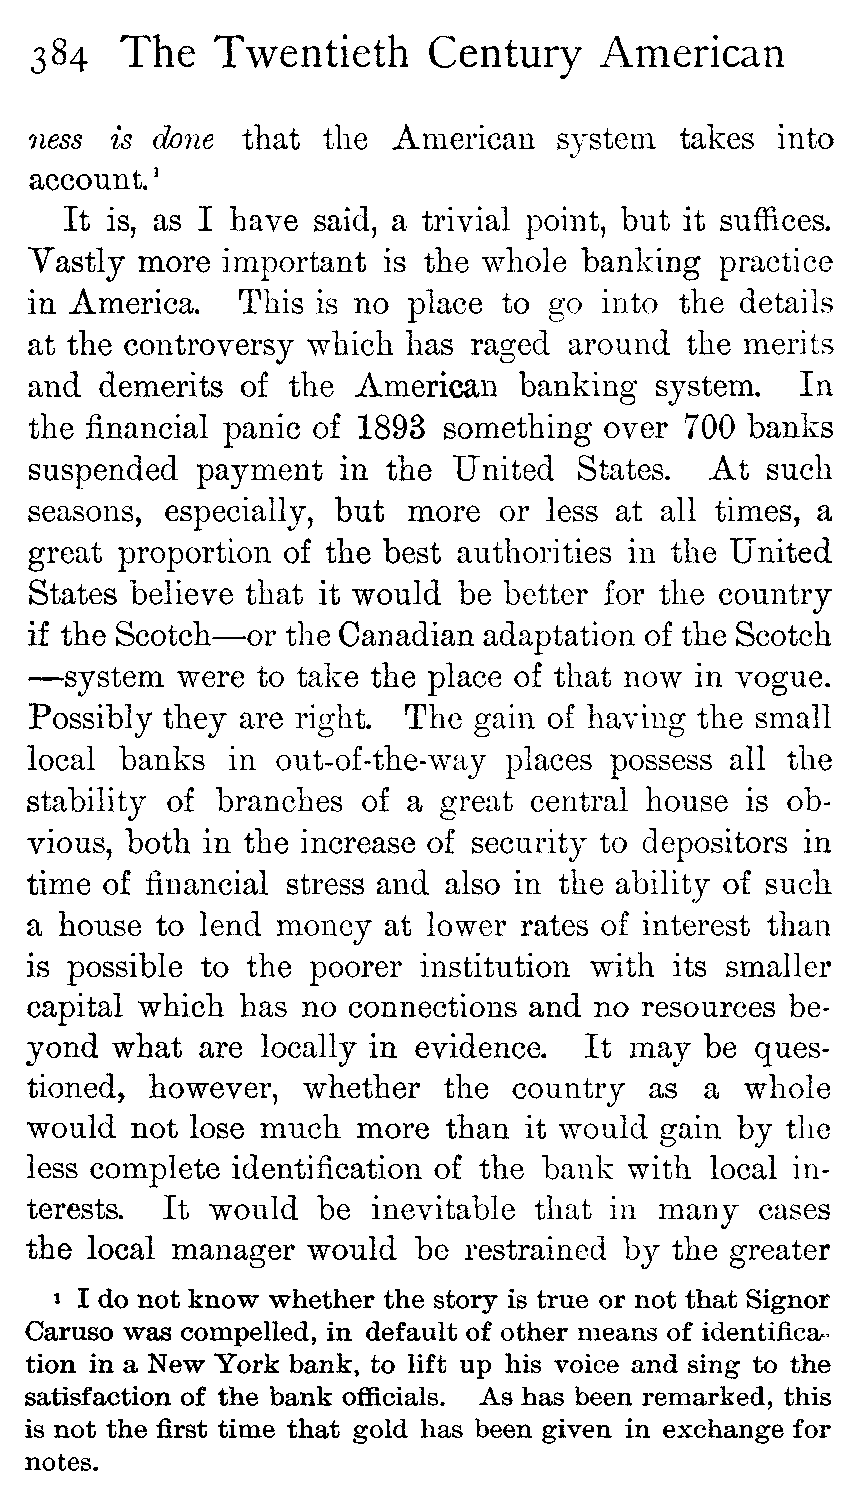 384 The Twentieth Century American
ness is done that the American system takes into
account.¹
It is, as I have said, a trivial point, but it suffices.
Vastly more important is the whole banking practice
in America. This is no place to go into the details
at the controversy which has raged around the merits
and demerits of the American banking system. In
the financial panic of 1893 something over 700 banks
suspended payment in the United States. At such
seasons, especially, but more or less at all times, a
great proportion of the best authorities in the United
States believe that it would be better for the country
if the Scotch—or the Canadian adaptation of the Scotch
—system were to take the place of that now in vogue.
Possibly they are right. The gain of having the small
local banks in out-of-the-way places possess all the
stability of branches of a great central house is ob-
vious, both in the increase of security to depositors in
time of financial stress and also in the ability of such
a house to lend money at lower rates of interest than
is possible to the poorer institution with its smaller
capital which has no connections and no resources be-
yond what are locally in evidence. It may be ques-
tioned, however, whether the country as a whole
would not lose much more than it would gain by the
less complete identification of the bank with local in-
terests. It would be inevitable that in many cases
the local manager would be restrained by the greater
¹ I do not know whether the story is true or not that Signor
Caruso was compelled, in default of other means of identifica-
tion in a New York bank, to lift up his voice and sing to the
satisfaction of the bank officials. As has been remarked, this
is not the first time that gold has been given in exchange for
notes.